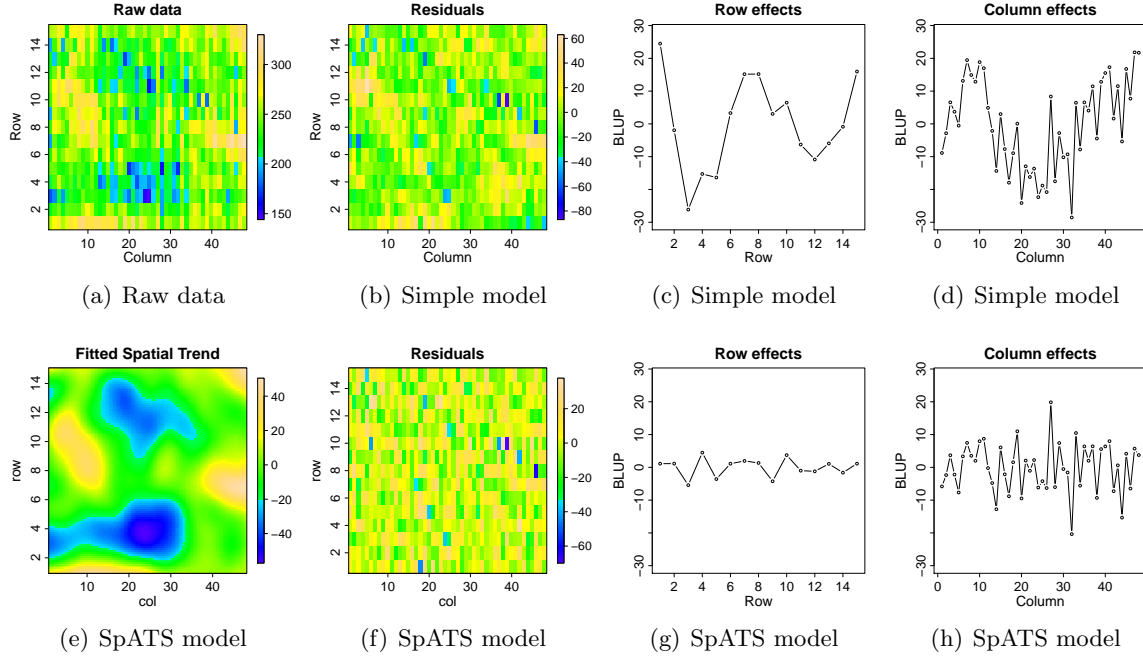 Raw data
Row
2 4 6 8 10 12 14
10 20 30 40
Column
150 200 250 300
(a) Raw data
Residuals
Row
2 4 6 8 10 12 14
10 20 30 40
Column
−80 −60 −40 −20 0 20 40 60
(b) Simple model
Row effects
BLUP
−30 −10 0 10 20 30
2 4 6 8 10 12 14
Row
(c) Simple model
Column effects
BLUP
−30 −10 0 10 20 30
0 10 20 30 40
Column
(d) Simple model
Fitted Spatial Trend
row
2 4 6 8 10 12 14
10 20 30 40
col
−40 −20 0 20 40
(e) SpATS model
Residuals
row
2 4 6 8 10 12 14
10 20 30 40
col
−60 −40 −20 0 20
(f) SpATS model
Row effects
BLUP
−30 −10 0 10 20 30
2 4 6 8 10 12 14
Row
(g) SpATS model
Column effects
BLUP
−30 −10 0 10 20 30
0 10 20 30 40
Column
(h) SpATS model